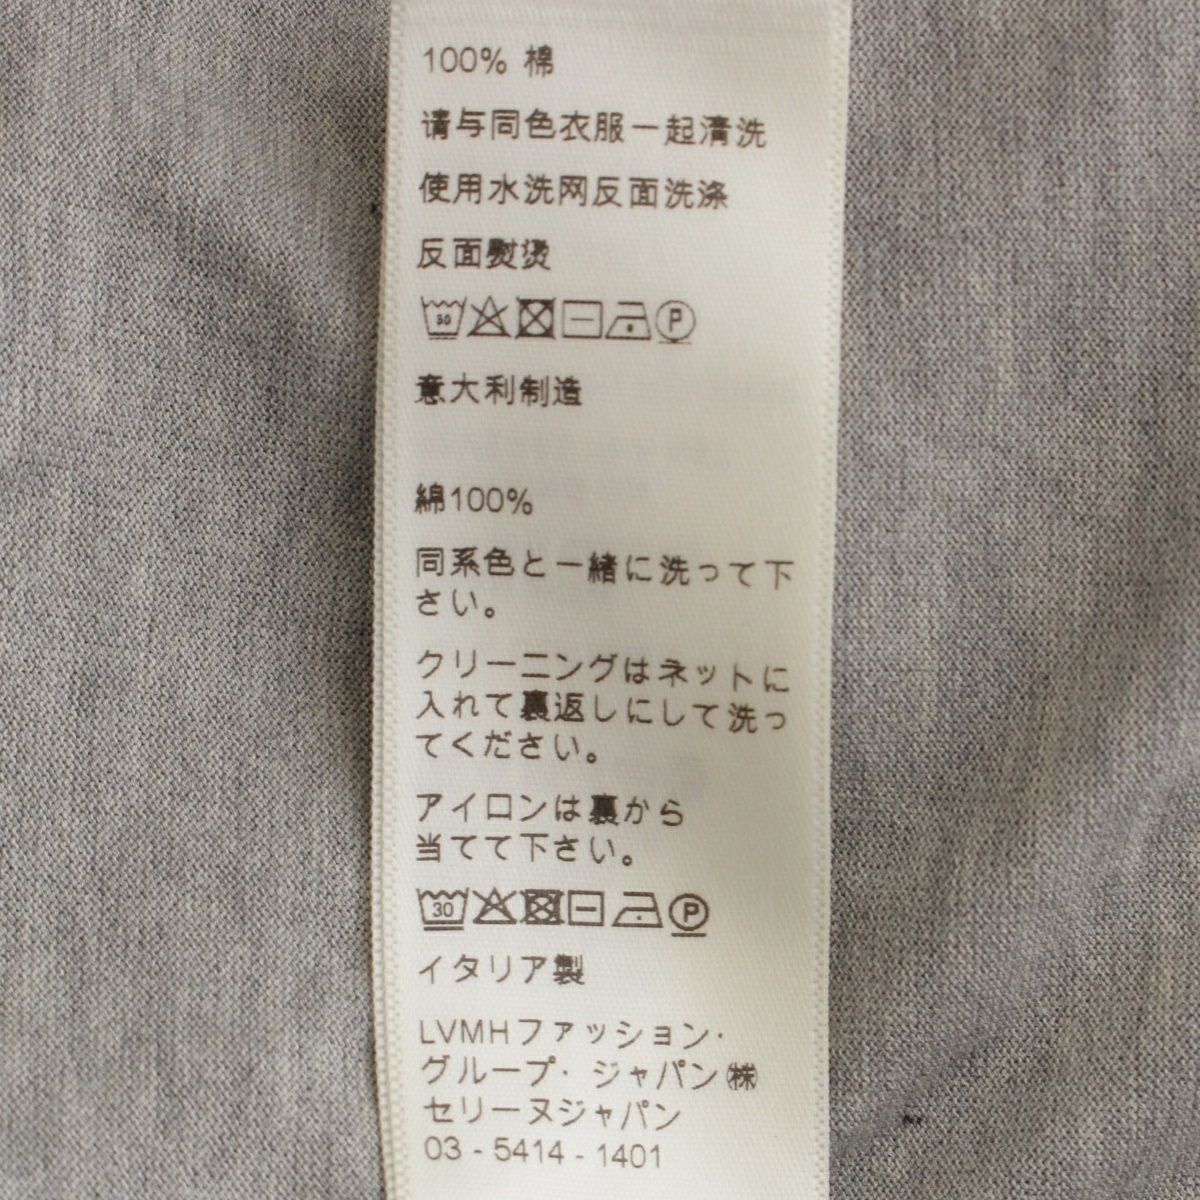 100% 棉
请与同色衣服一起清洗
使用水洗网反面洗涤
反面熨烫
30
P
意大利制造
綿100%
同系色と一緒に洗って下
さい。
クリーニングはネットに
入れて裏返しにして洗っ
てください。
アイロンは裏から
当てて下さい。
30
P
イタリア製
LVMHファッション・
グループ・ジャパン㈱
セリーヌジャパン
03 - 5414 - 1401